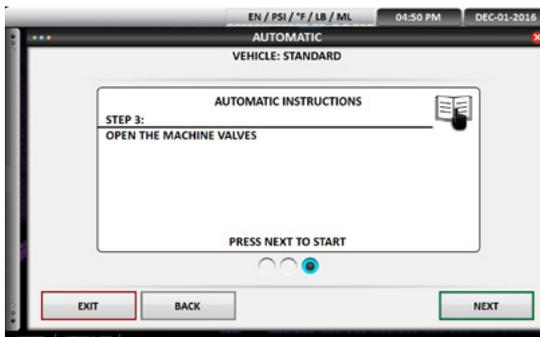 EN / PSI / °F / LB / ML 04:50 PM DEC-01-2016
AUTOMATIC
VEHICLE: STANDARD
AUTOMATIC INSTRUCTIONS
STEP 3:
OPEN THE MACHINE VALVES
PRESS NEXT TO START
EXIT BACK NEXT